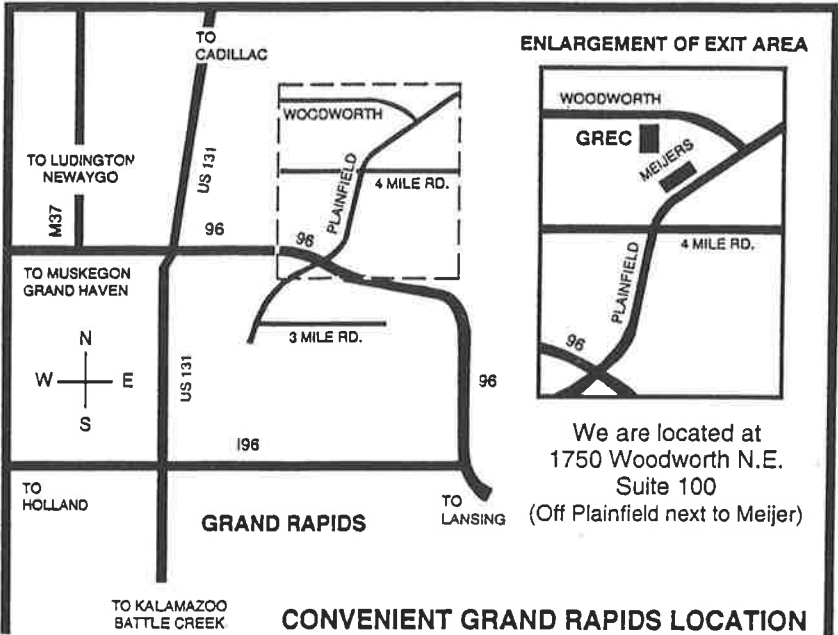 TO
CADILLAC
ENLARGEMENT OF EXIT AREA
WOODWORTH
WOODWORTH
GREC
MEIJERS
TO LUDINGTON
NEWAYGO
US 131
PLAINFIELD
4 MILE RD.
M37
96
96
4 MILE RD.
TO MUSKEGON
GRAND HAVEN
PLAINFIELD
3 MILE RD.
96
N
W E
S
US 131
96
We are located at
1750 Woodworth N.E.
Suite 100
(Off Plainfield next to Meijer)
I96
TO
HOLLAND
GRAND RAPIDS
TO
LANSING
TO KALAMAZOO
BATTLE CREEK
CONVENIENT GRAND RAPIDS LOCATION